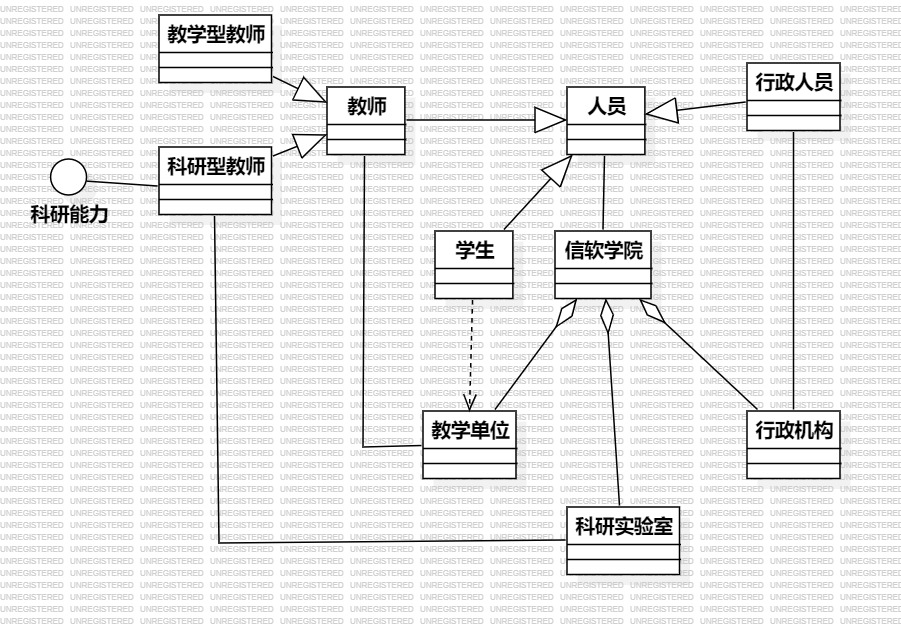 教学型教师
行政人员
教师
人员
科研型教师
科研能力
学生
信软学院
教学单位
行政机构
科研实验室
UNREGISTERED